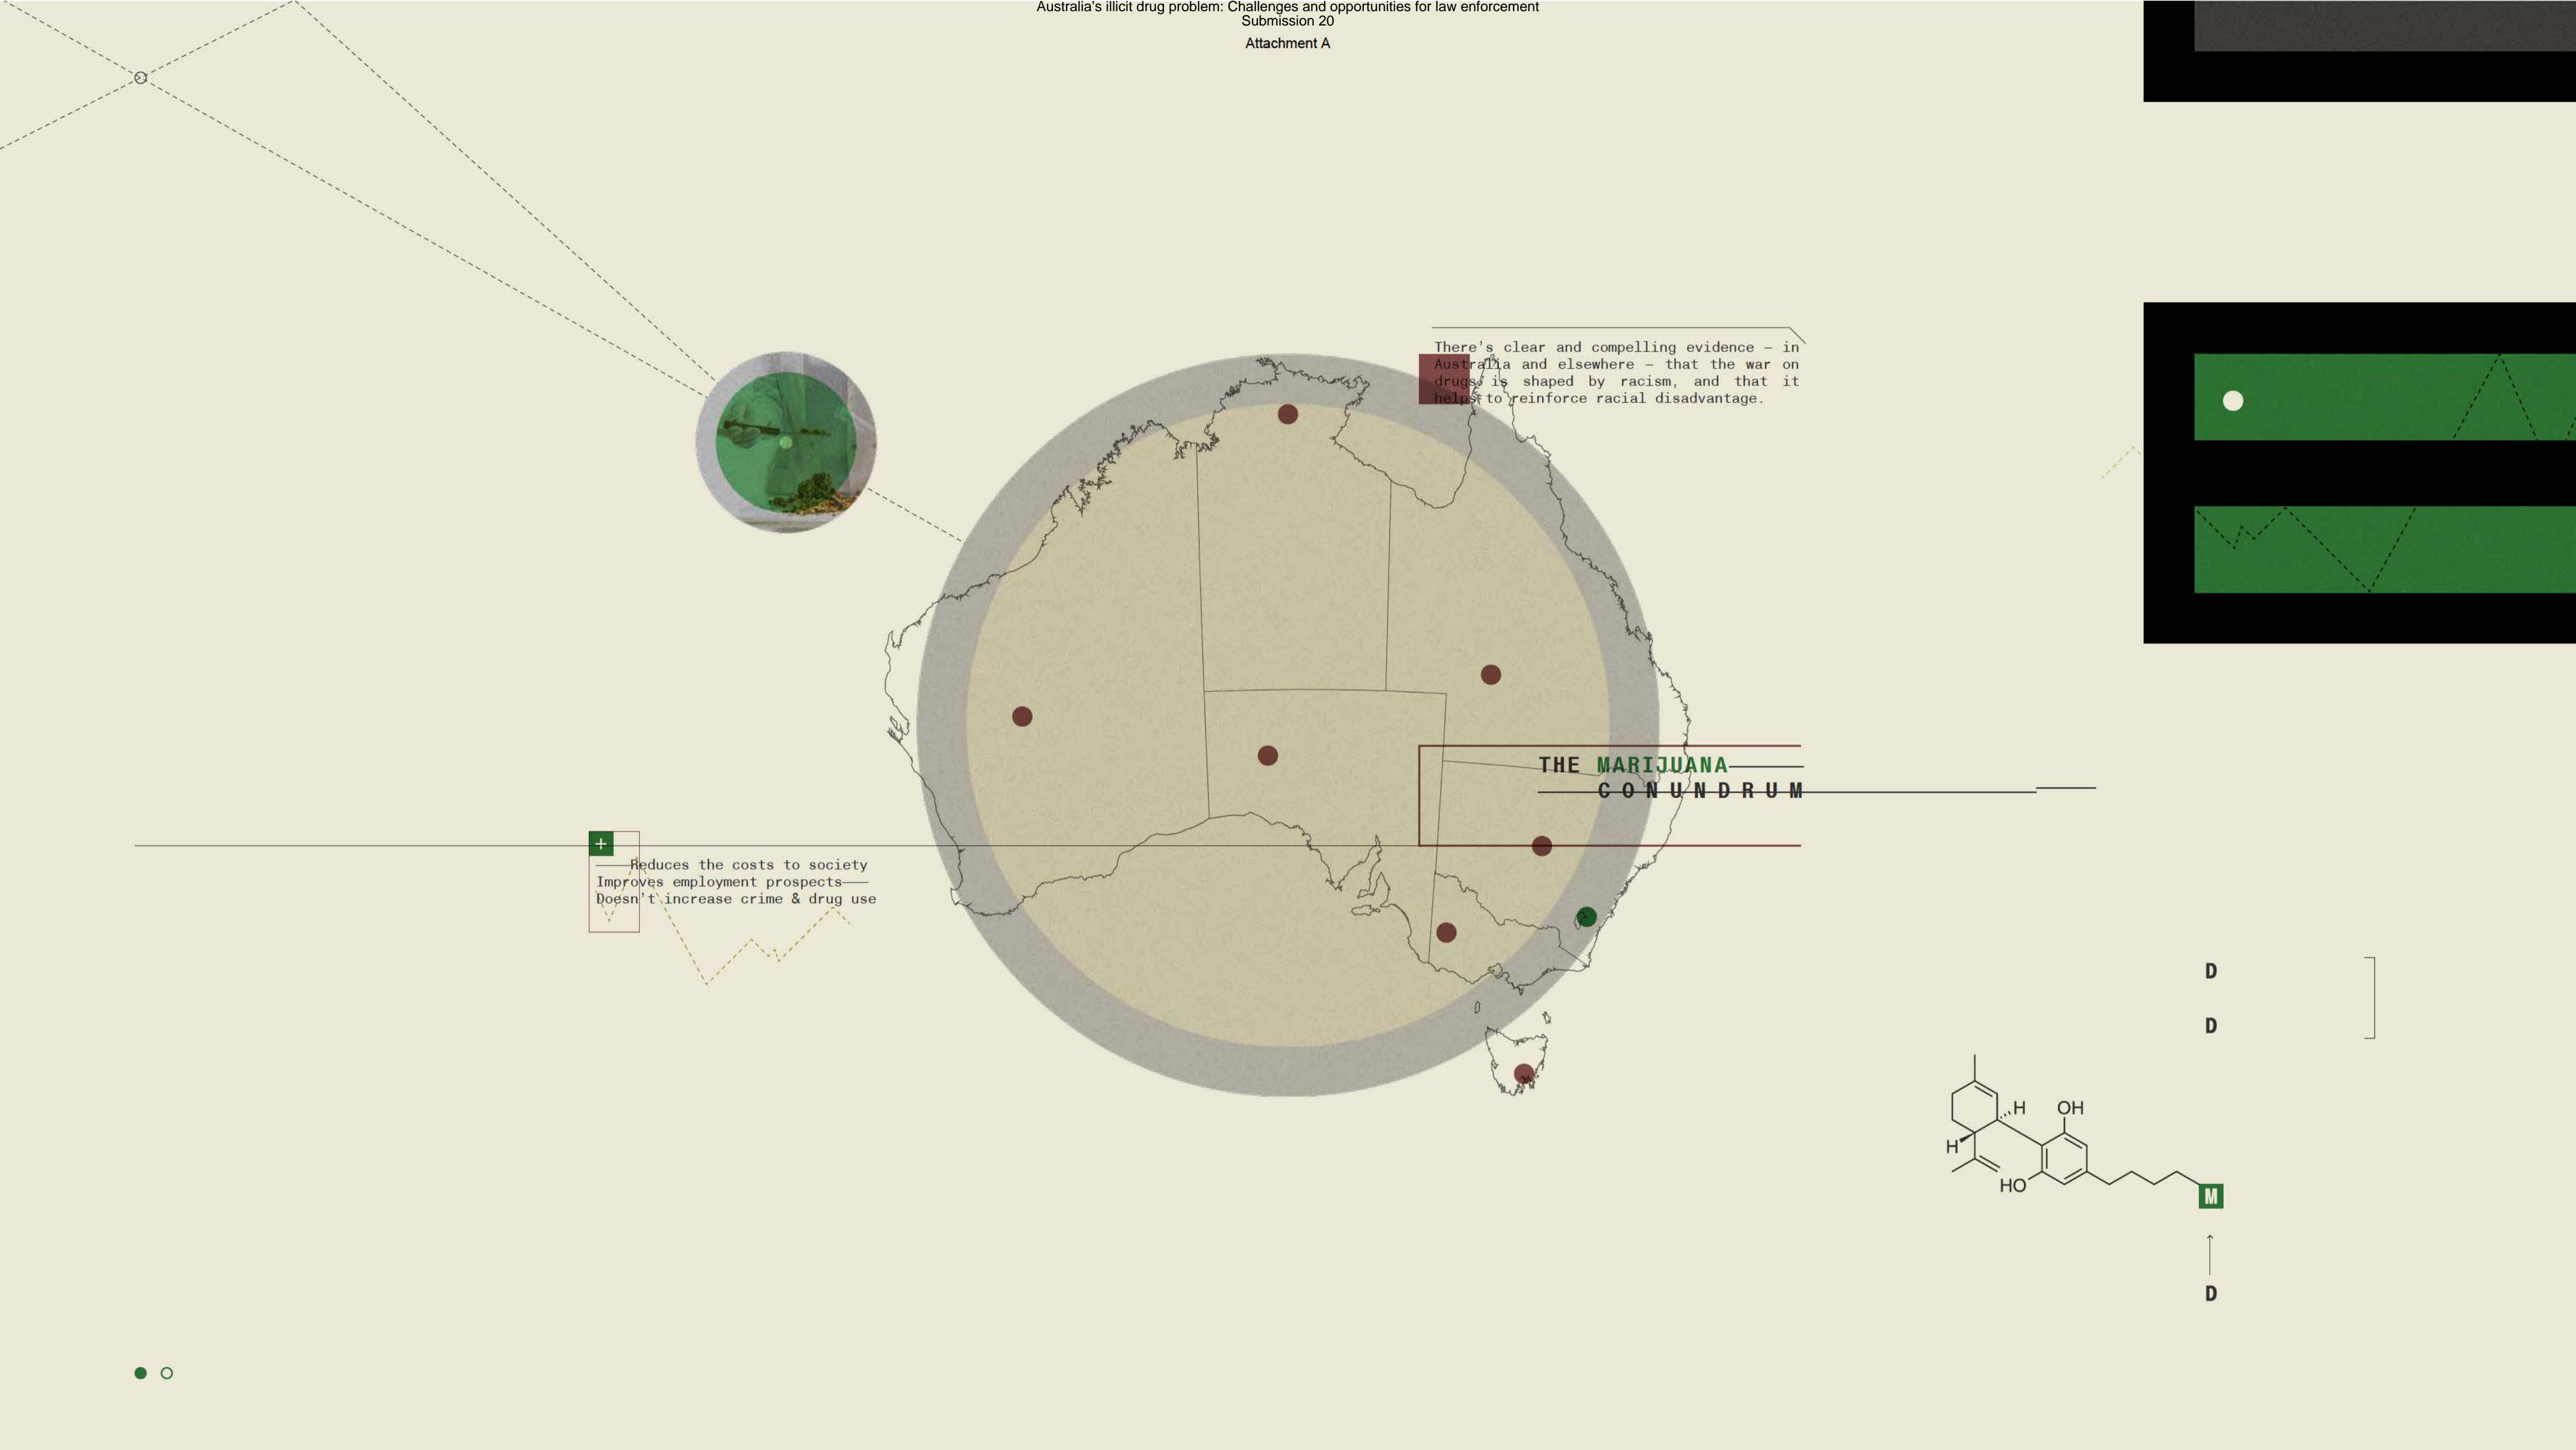 Australia's illicit drug problem: Challenges and opportunities for law enforcement
Submission 20
Attachment A
There's clear and compelling evidence – in
Australia and elsewhere – that the war on
drugs is shaped by racism, and that it
helps to reinforce racial disadvantage.
THE MARIJUANA
CONUNDRUM
+
Reduces the costs to society
Improves employment prospects
Doesn't increase crime & drug use
D
D
H
OH
H
HO
M
D